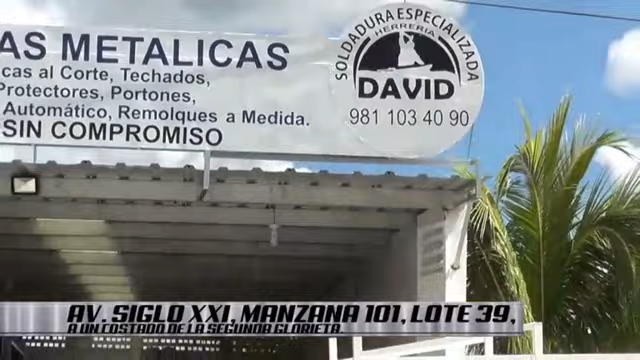 AS METALICAS
cas al Corte, Techados,
Protectores, Portones,
Automático, Remolques a Medida.
SIN COMPROMISO
SOLDADURA ESPECIALIZADA
HERRERIA
DAVID
981 103 40 90
AV. SIGLO XXI, MANZANA 101, LOTE 39,
A UN COSTADO DE LA SEGUNDA GLORIETA.